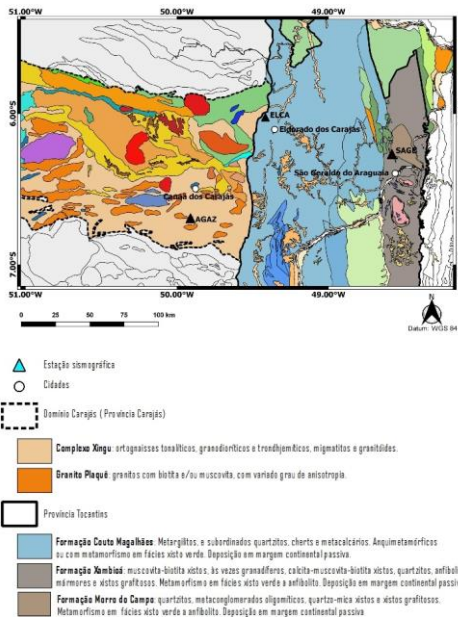 51.00°W 50.00°W 49.00°W
6.00°S
ELCA
Eldorado dos Carajás
SAGE
São Geraldo do Araguaia
Canaã dos Carajás
AGAZ
7.00°S
51.00°W 50.00°W 49.00°W
0 25 50 75 100 km
N
Datum: WGS 84
Estação sismográfica
Cidades
Domínio Carajás ( Província Carajás)
Complexo Xingu: ortognaisses tonalíticos, granodioríticos e trondhjemíticos, migmatitos e granitóides.
Granito Plaquê: granitos com biotita e/ou muscovita, com variado grau de anisotropia.
Província Tocantins
Formação Couto Magalhães: Metargilitos, e subordinados quartzitos, cherts e metacalcários. Anquimetamórficos
ou com metamorfismo em fácies xisto verde. Deposição em margem continental passiva.
Formação Xambioá: muscovita-biotita xistos, às vezes granadíferos, calcita-muscovita-biotita xistos, quartzitos, anfiboli
mármores e xistos grafitosos. Metamorfismo em fácies xisto verde a anfibolito. Deposição em margem continental passi
Formação Morro do Campo: quartzitos, metaconglomerados oligomíticos, quartzo-mica xistos e xistos grafitosos.
Metamorfismo em fácies xisto verde a anfibolito. Deposição em margem continental passiva